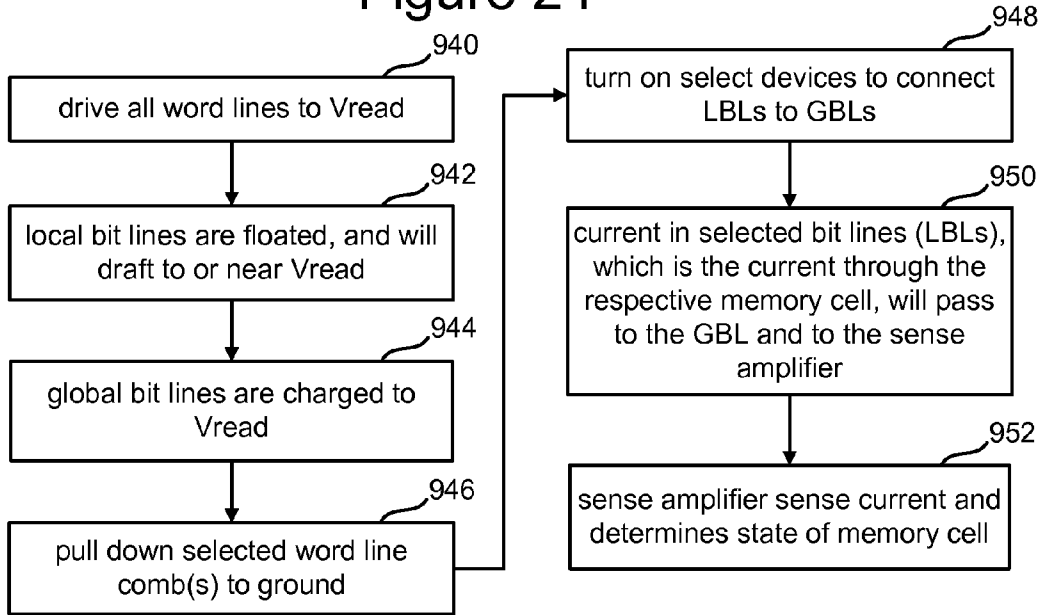 940
drive all word lines to Vread
942
local bit lines are floated, and will
draft to or near Vread
944
global bit lines are charged to
Vread
946
pull down selected word line
comb(s) to ground
948
turn on select devices to connect
LBLs to GBLs
950
current in selected bit lines (LBLs),
which is the current through the
respective memory cell, will pass
to the GBL and to the sense
amplifier
952
sense amplifier sense current and
determines state of memory cell